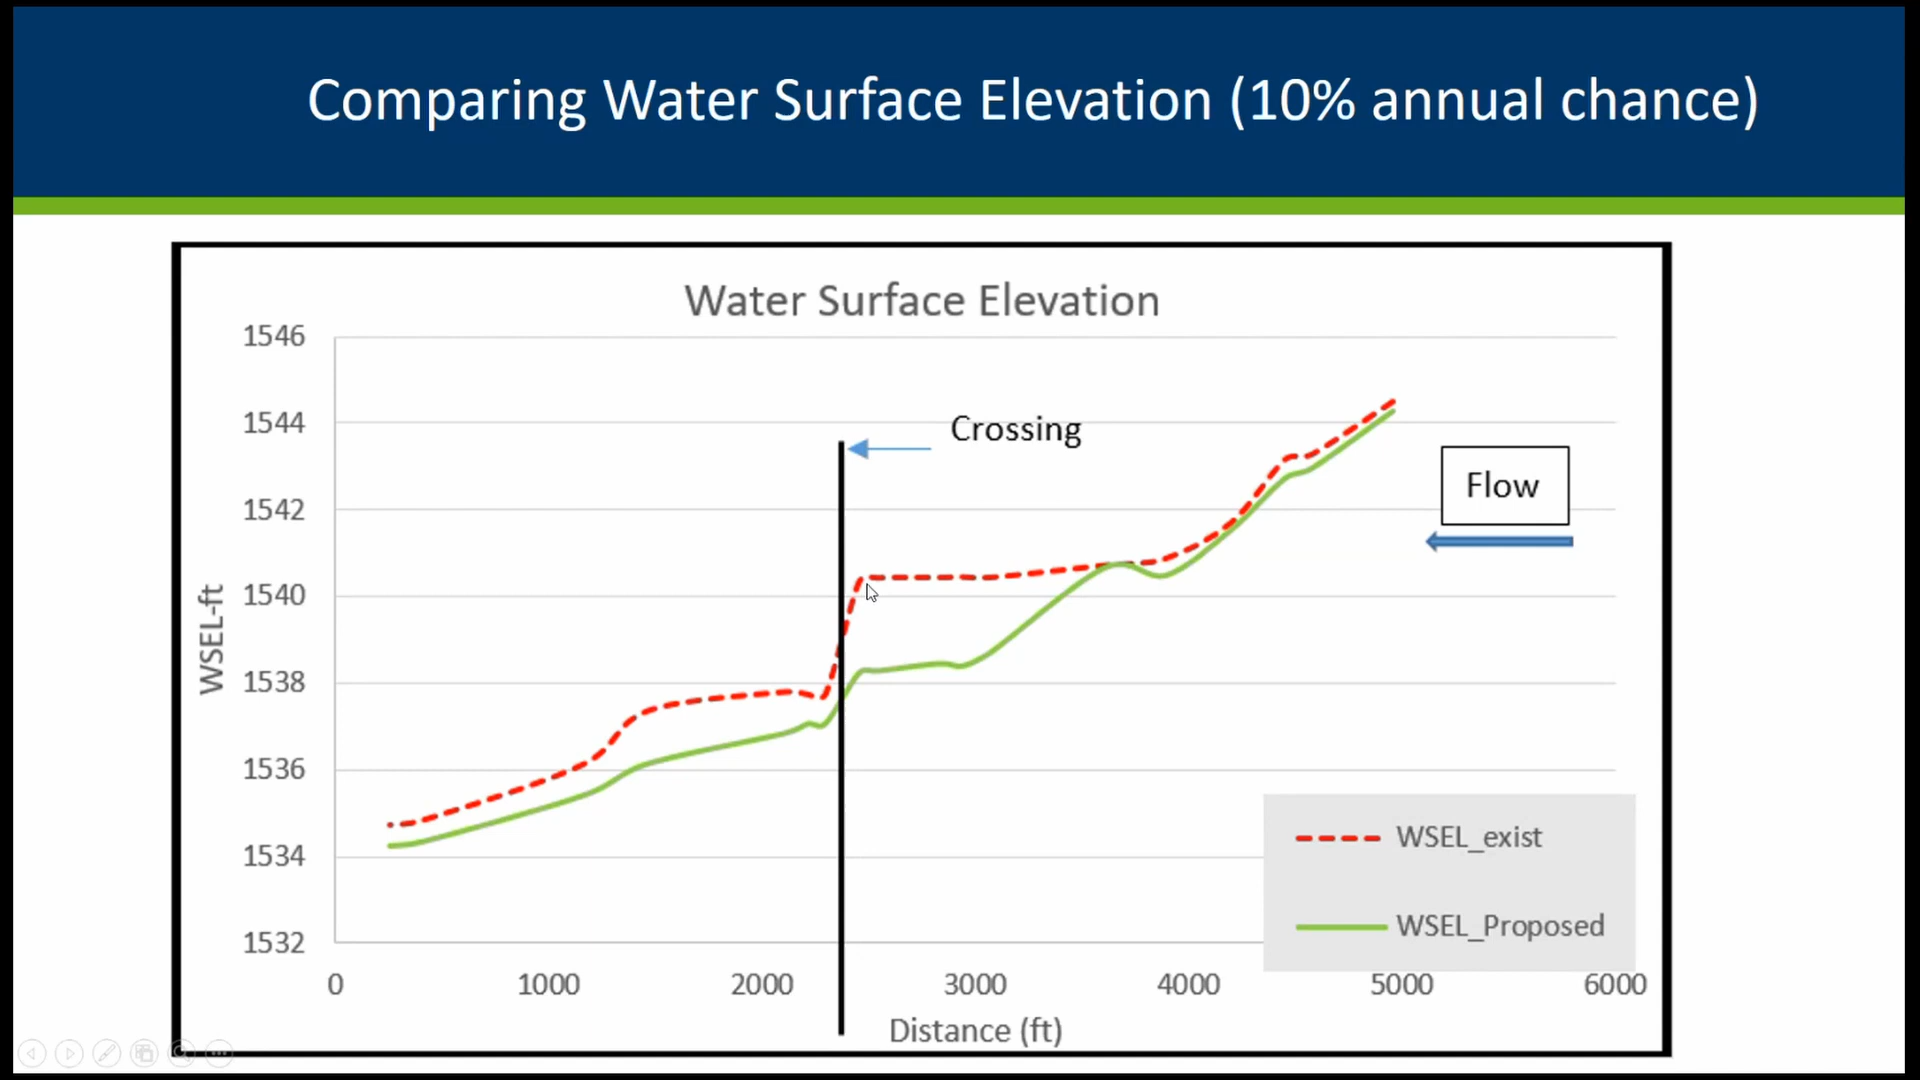 Comparing Water Surface Elevation (10% annual chance)
Water Surface Elevation
1546
1544
1542
1540
1538
1536
1534
1532
WSEL-ft
Crossing
Flow
WSEL_exist
WSEL_Proposed
0 1000 2000 3000 4000 5000 6000
Distance (ft)